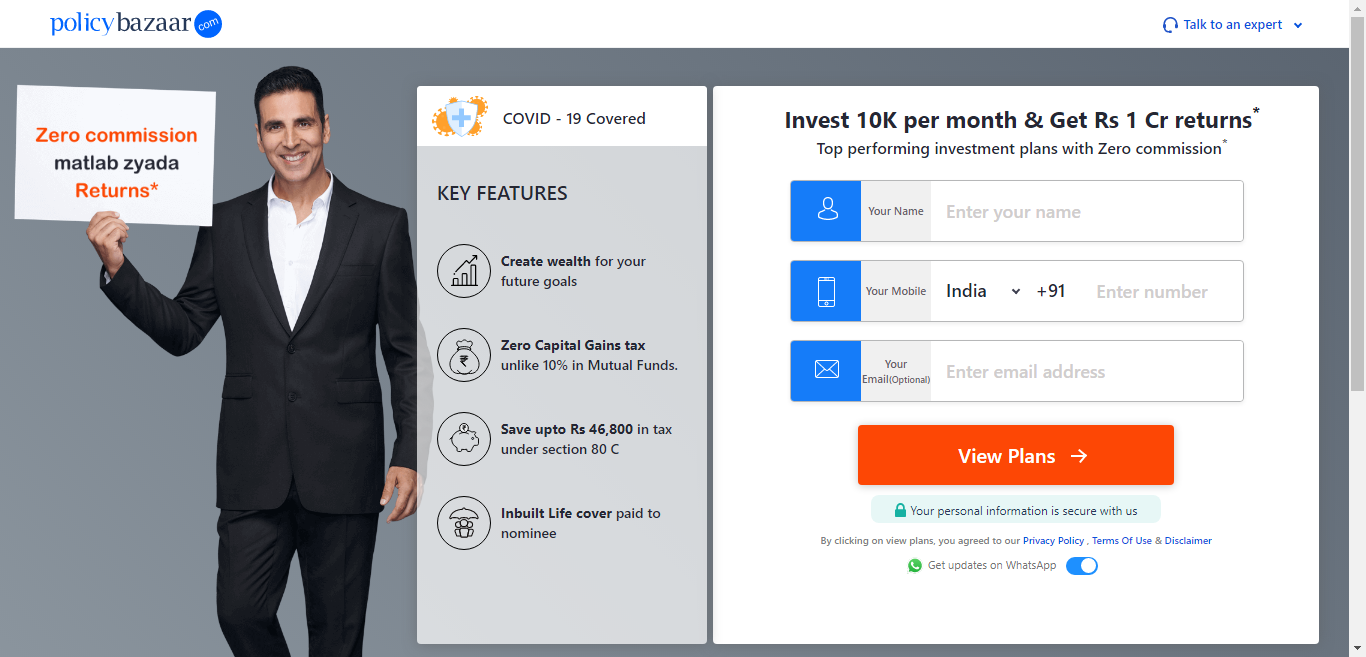 policybazaar com
Talk to an expert
Zero commission
matlab zyada
Returns*
COVID - 19 Covered
KEY FEATURES
Create wealth for your
future goals
Zero Capital Gains tax
unlike 10% in Mutual Funds.
Save upto Rs 46,800 in tax
under section 80 C
Inbuilt Life cover paid to
nominee
Invest 10K per month & Get Rs 1 Cr returns*
Top performing investment plans with Zero commission*
Your Name
Enter your name
Your Mobile
India
+91
Enter number
Your
Email(Optional)
Enter email address
View Plans →
Your personal information is secure with us
By clicking on view plans, you agreed to our Privacy Policy , Terms Of Use & Disclaimer
Get updates on WhatsApp